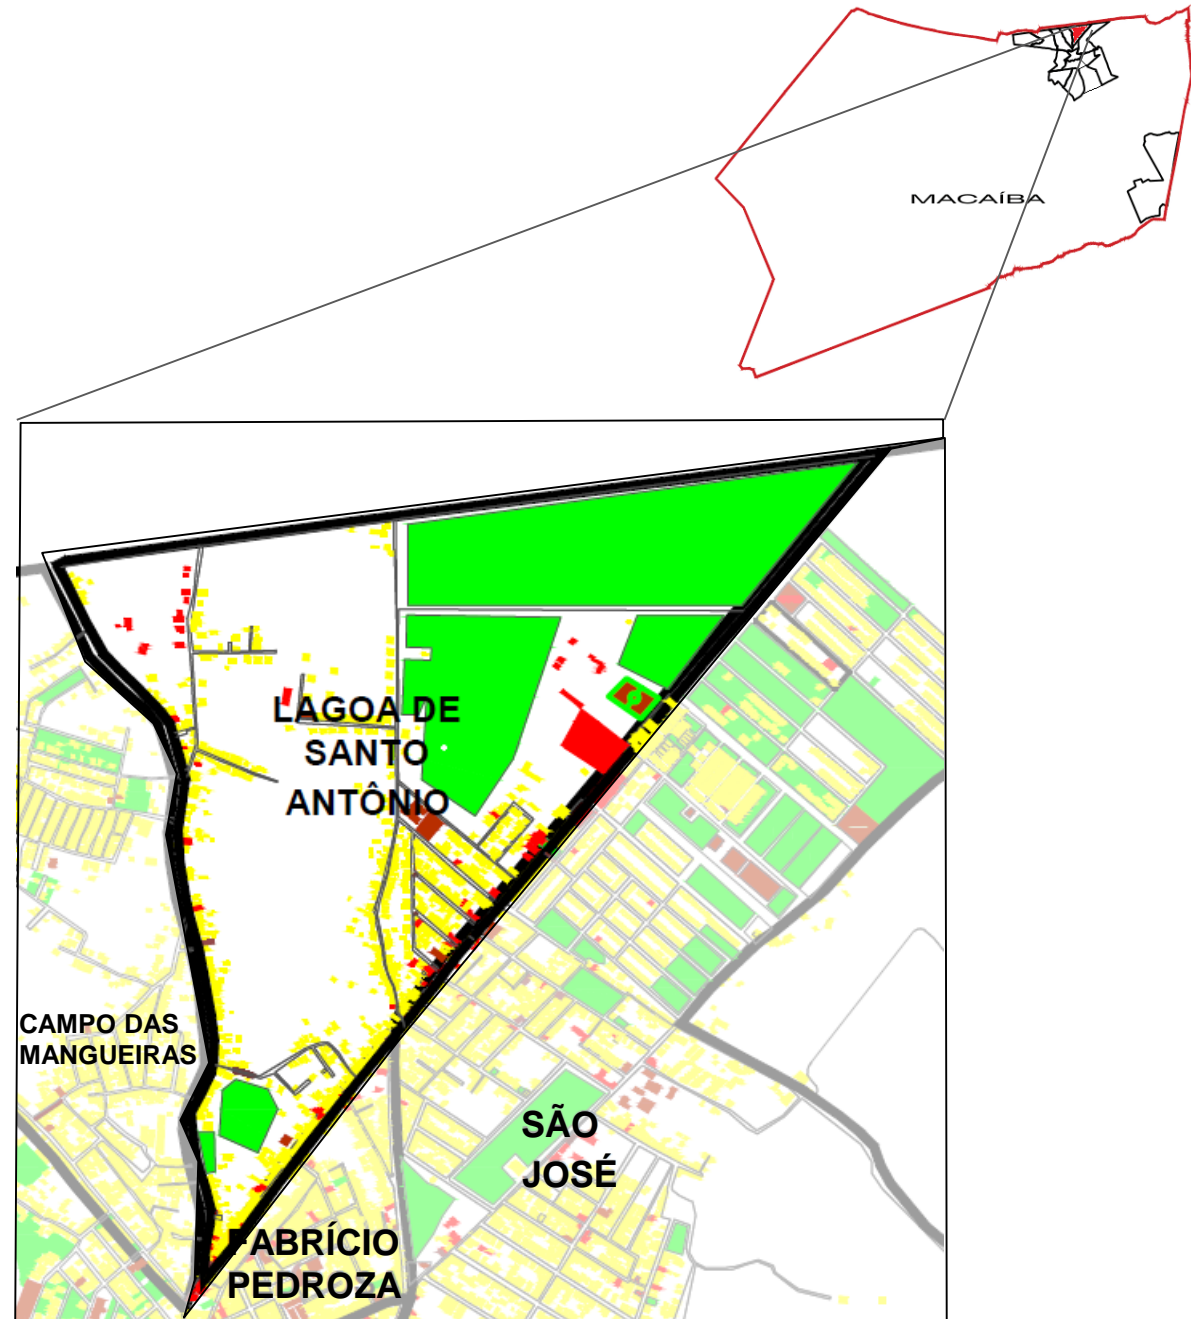 MACAÍBA
LAGOA DE
SANTO
ANTÔNIO
CAMPO DAS
MANGUEIRAS
SÃO
JOSÉ
FABRÍCIO
PEDROZA